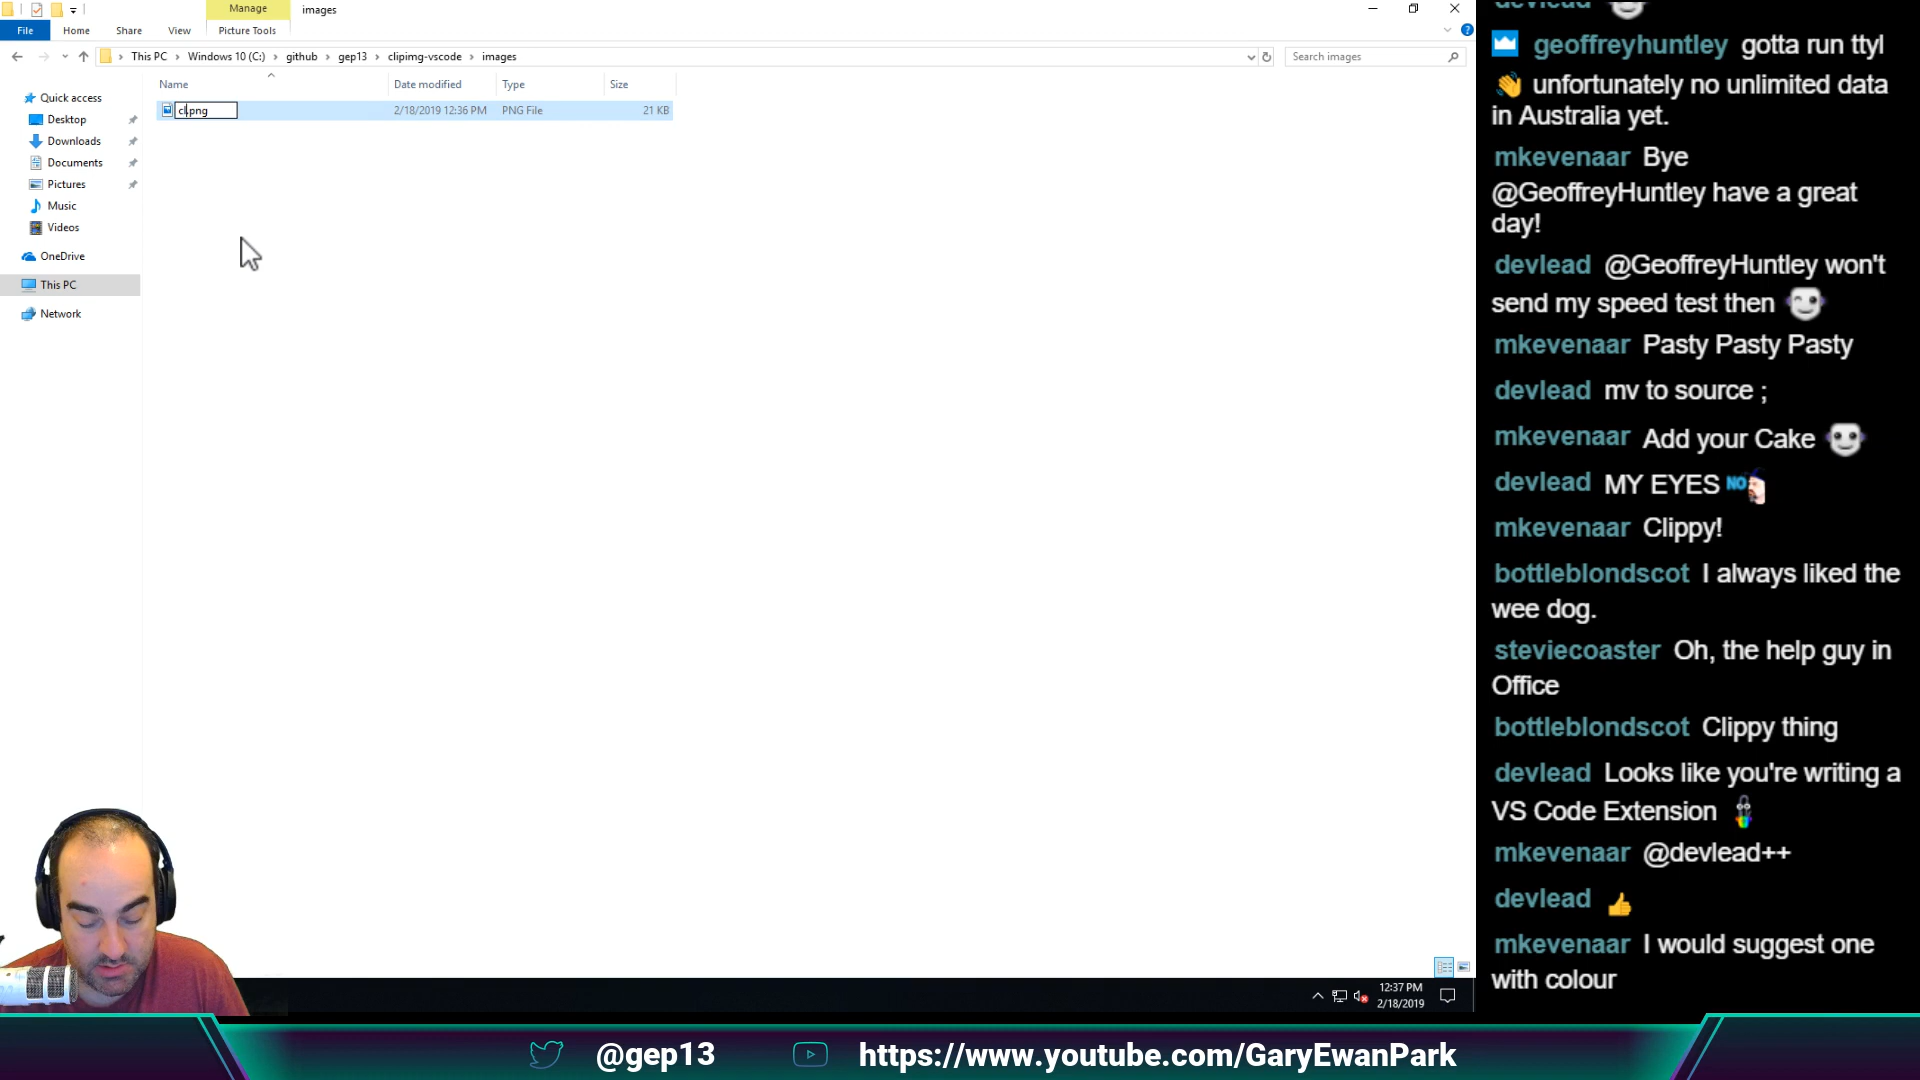 Manage
images
File
Home
Share
View
Picture Tools
This PC
Windows 10 (C:)
github
gep13
clipimg-vscode
images
Search images
Name
Date modified
Type
Size
cl.png
2/18/2019 12:36 PM
PNG File
21 KB
Quick access
Desktop
Downloads
Documents
Pictures
Music
Videos
OneDrive
This PC
Network
12:37 PM
2/18/2019
devlead
geoffreyhuntley gotta run ttyl
unfortunately no unlimited data
in Australia yet.
mkevenaar Bye
@GeoffreyHuntley have a great
day!
devlead @GeoffreyHuntley won't
send my speed test then
mkevenaar Pasty Pasty Pasty
devlead mv to source ;
mkevenaar Add your Cake
devlead MY EYES NO
mkevenaar Clippy!
bottleblondscot I always liked the
wee dog.
steviecoaster Oh, the help guy in
Office
bottleblondscot Clippy thing
devlead Looks like you're writing a
VS Code Extension
mkevenaar @devlead++
devlead
mkevenaar I would suggest one
with colour
@gep13
https://www.youtube.com/GaryEwanPark